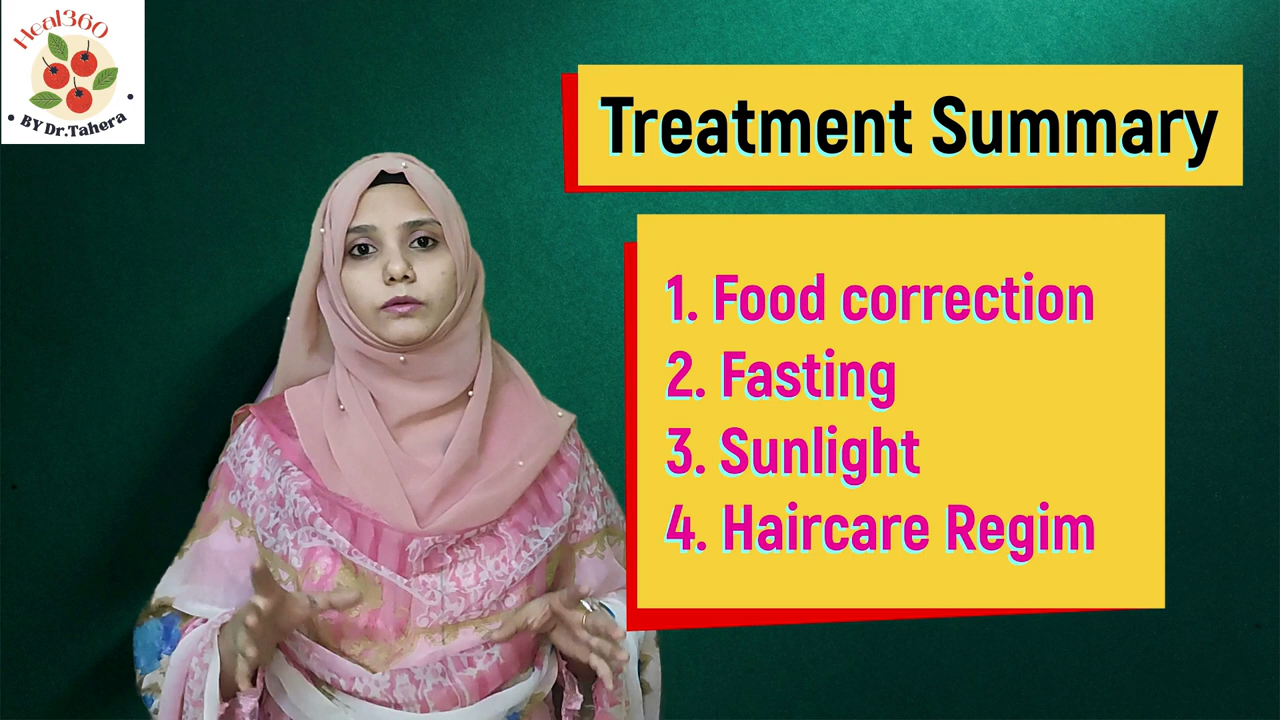 Heal360
• BY Dr.Tahera •
Treatment Summary
1. Food correction
2. Fasting
3. Sunlight
4. Haircare Regim